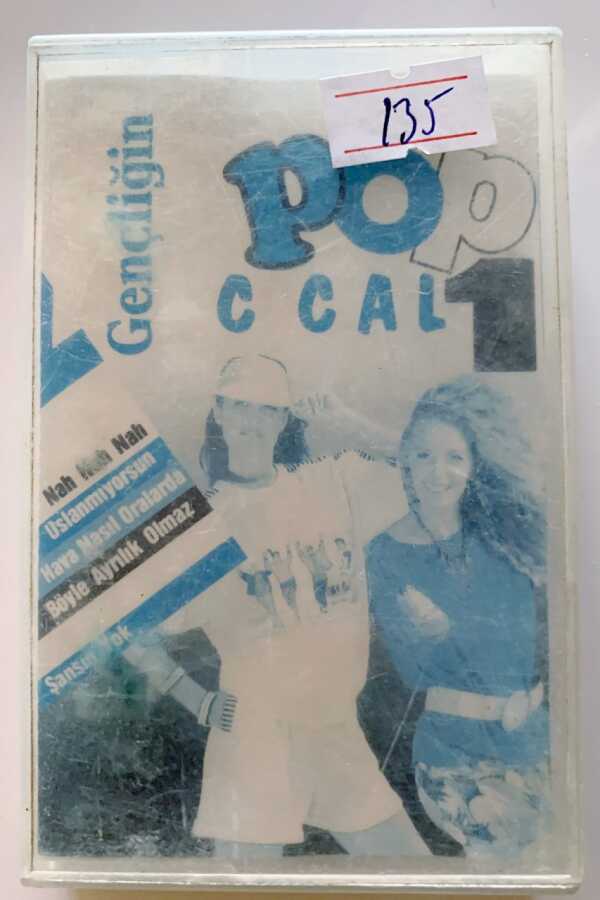 135
Gençliğin
pop
C CAL
1
Nah Nah Nah
Uslanmıyorsun
Hava Nasıl Oralarda
Böyle Ayrılık Olmaz